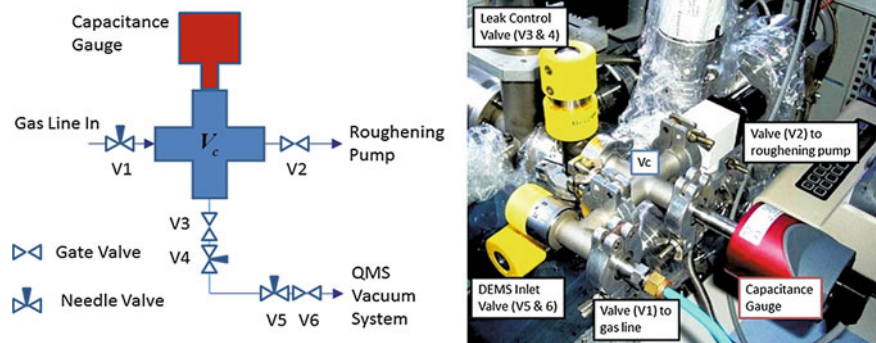 Capacitance
Gauge
Gas Line In
V1
Vc
V2
Roughening
Pump
V3
V4
Gate Valve
Needle Valve
V5
V6
QMS
Vacuum
System
Leak Control
Valve (V3 & 4)
Valve (V2) to
roughening pump
Vc
DEMS Inlet
Valve (V5 & 6)
Valve (V1) to
gas line
Capacitance
Gauge